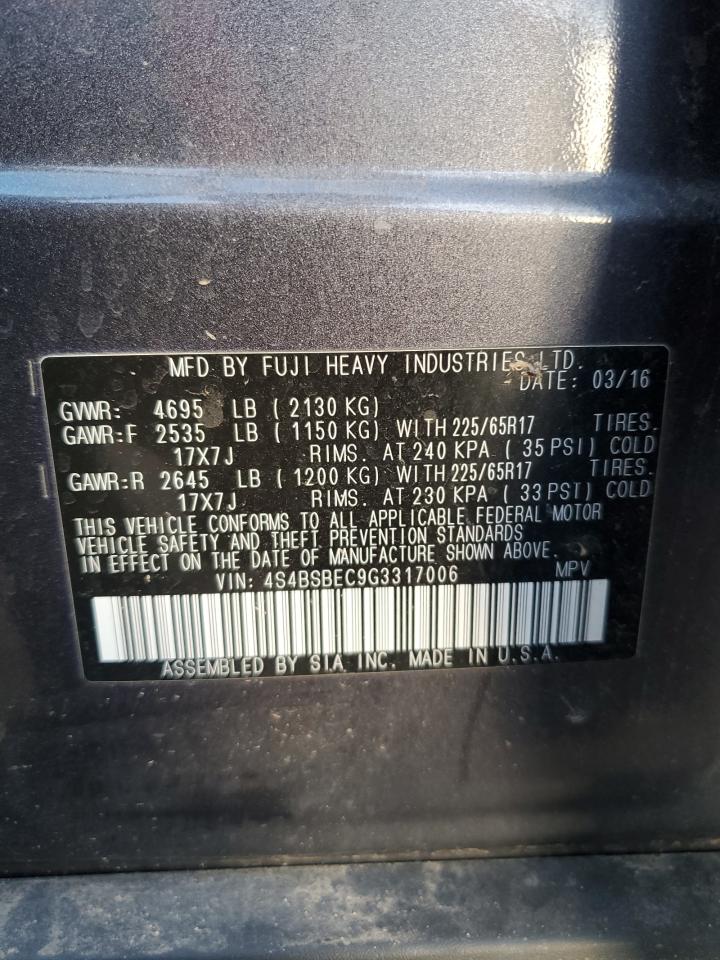 MFD BY FUJI HEAVY INDUSTRIES LTD.
DATE: 03/16
GVWR: 4695 LB ( 2130 KG)
GAWR:F 2535 LB ( 1150 KG) WITH 225/65R17 TIRES.
17X7J RIMS. AT 240 KPA ( 35 PSI) COLD
GAWR:R 2645 LB ( 1200 KG) WITH 225/65R17 TIRES.
17X7J RIMS. AT 230 KPA ( 33 PSI) COLD
THIS VEHICLE CONFORMS TO ALL APPLICABLE FEDERAL MOTOR
VEHICLE SAFETY AND THEFT PREVENTION STANDARDS
IN EFFECT ON THE DATE OF MANUFACTURE SHOWN ABOVE.
VIN: 4S4BSBEC9G3317006 MPV
ASSEMBLED BY SIA INC. MADE IN U.S.A.